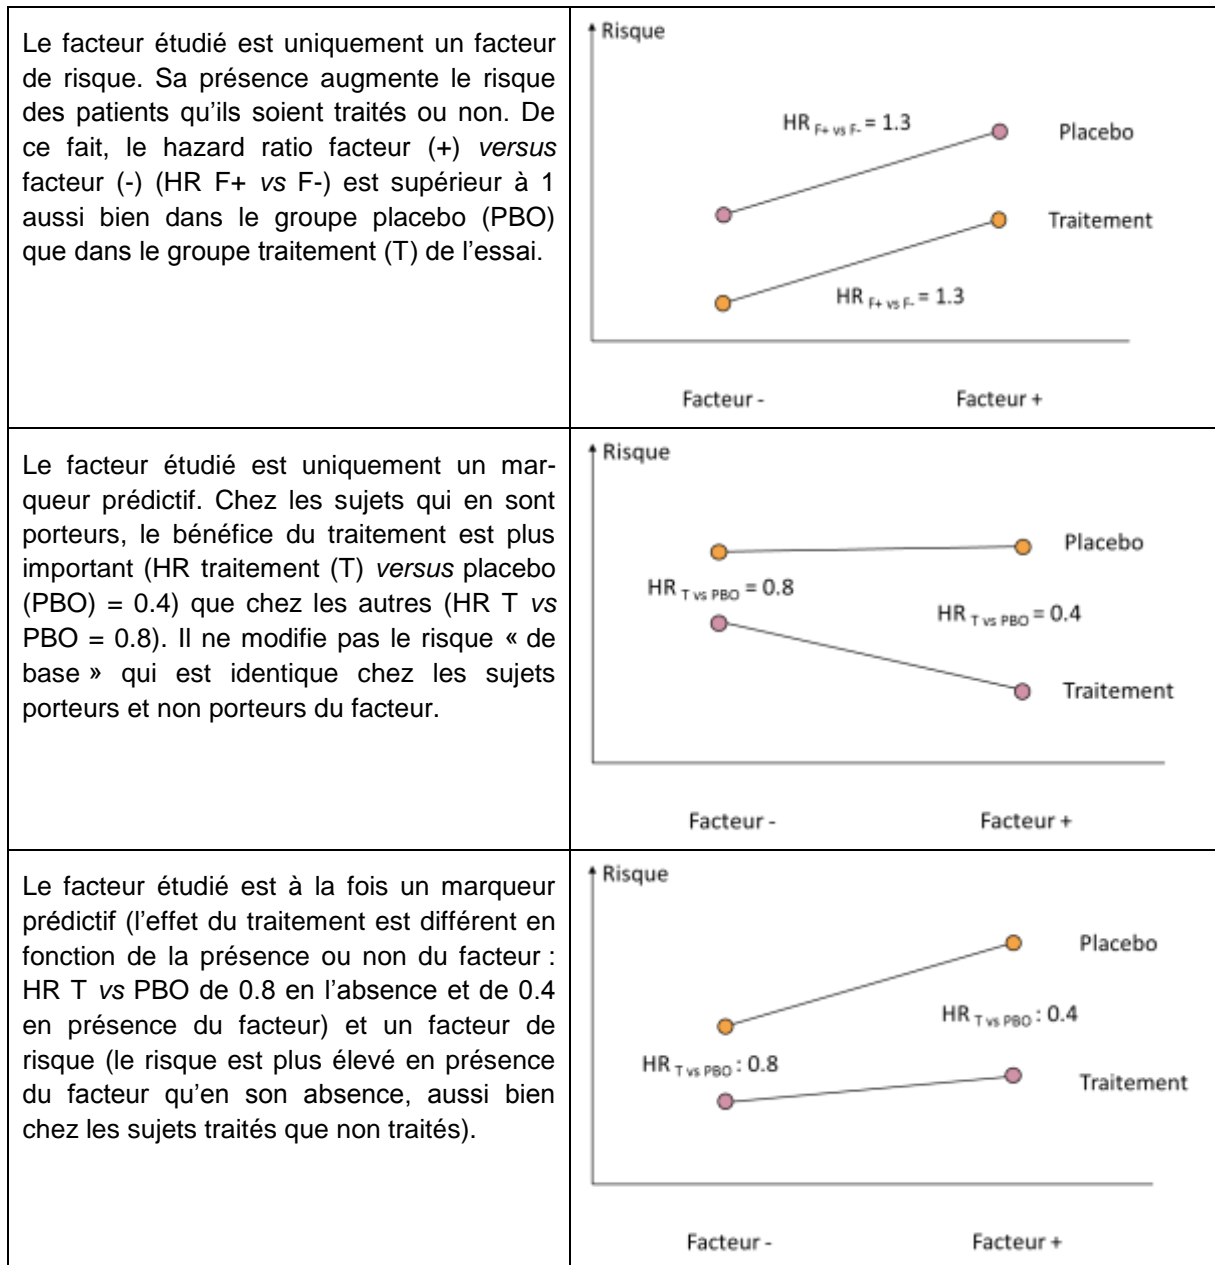 Le facteur étudié est uniquement un facteur
de risque. Sa présence augmente le risque
des patients qu'ils soient traités ou non. De
ce fait, le hazard ratio facteur (+) versus
facteur (-) (HR F+ vs F-) est supérieur à 1
aussi bien dans le groupe placebo (PBO)
que dans le groupe traitement (T) de l'essai.
Risque
HR F+ vs F- = 1.3
Placebo
Traitement
HR F+ vs F- = 1.3
Facteur -
Facteur +
Le facteur étudié est uniquement un mar-
queur prédictif. Chez les sujets qui en sont
porteurs, le bénéfice du traitement est plus
important (HR traitement (T) versus placebo
(PBO) = 0.4) que chez les autres (HR T vs
PBO = 0.8). Il ne modifie pas le risque « de
base » qui est identique chez les sujets
porteurs et non porteurs du facteur.
Risque
Placebo
HR T vs PBO = 0.8
HR T vs PBO = 0.4
Traitement
Facteur -
Facteur +
Le facteur étudié est à la fois un marqueur
prédictif (l'effet du traitement est différent en
fonction de la présence ou non du facteur :
HR T vs PBO de 0.8 en l'absence et de 0.4
en présence du facteur) et un facteur de
risque (le risque est plus élevé en présence
du facteur qu'en son absence, aussi bien
chez les sujets traités que non traités).
Risque
Placebo
HR T vs PBO : 0.4
HR T vs PBO : 0.8
Traitement
Facteur -
Facteur +